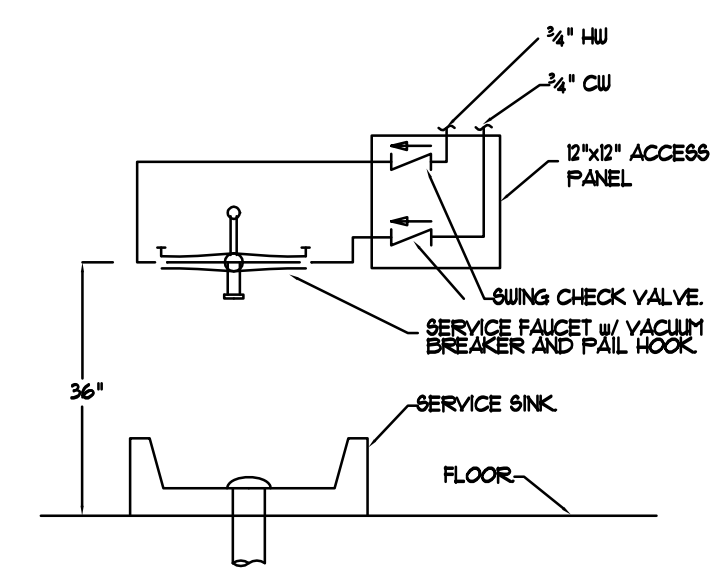 3/4" HW
3/4" CW
12"x12" ACCESS
PANEL
SWING CHECK VALVE.
SERVICE FAUCET w/ VACUUM
BREAKER AND PAIL HOOK.
36"
SERVICE SINK.
FLOOR.